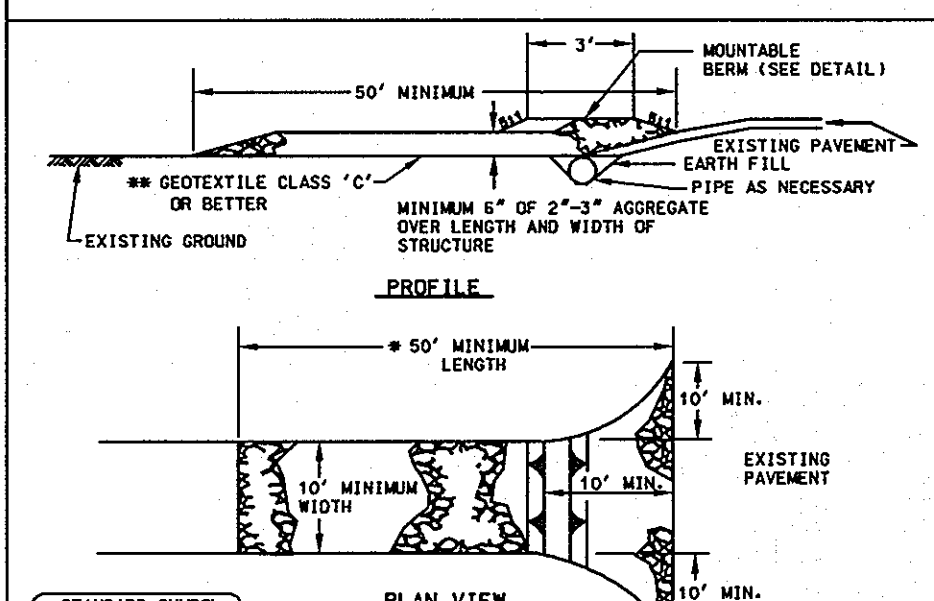 3'
MOUNTABLE
BERM (SEE DETAIL)
50' MINIMUM
5:1
5:1
EXISTING PAVEMENT
** GEOTEXTILE CLASS 'C'
OR BETTER
EARTH FILL
PIPE AS NECESSARY
MINIMUM 6" OF 2"-3" AGGREGATE
OVER LENGTH AND WIDTH OF
STRUCTURE
EXISTING GROUND
PROFILE
* 50' MINIMUM
LENGTH
10' MIN.
EXISTING
PAVEMENT
10' MINIMUM
WIDTH
10' MIN.
10' MIN.
PLAN VIEW
STANDARD SYMBOL